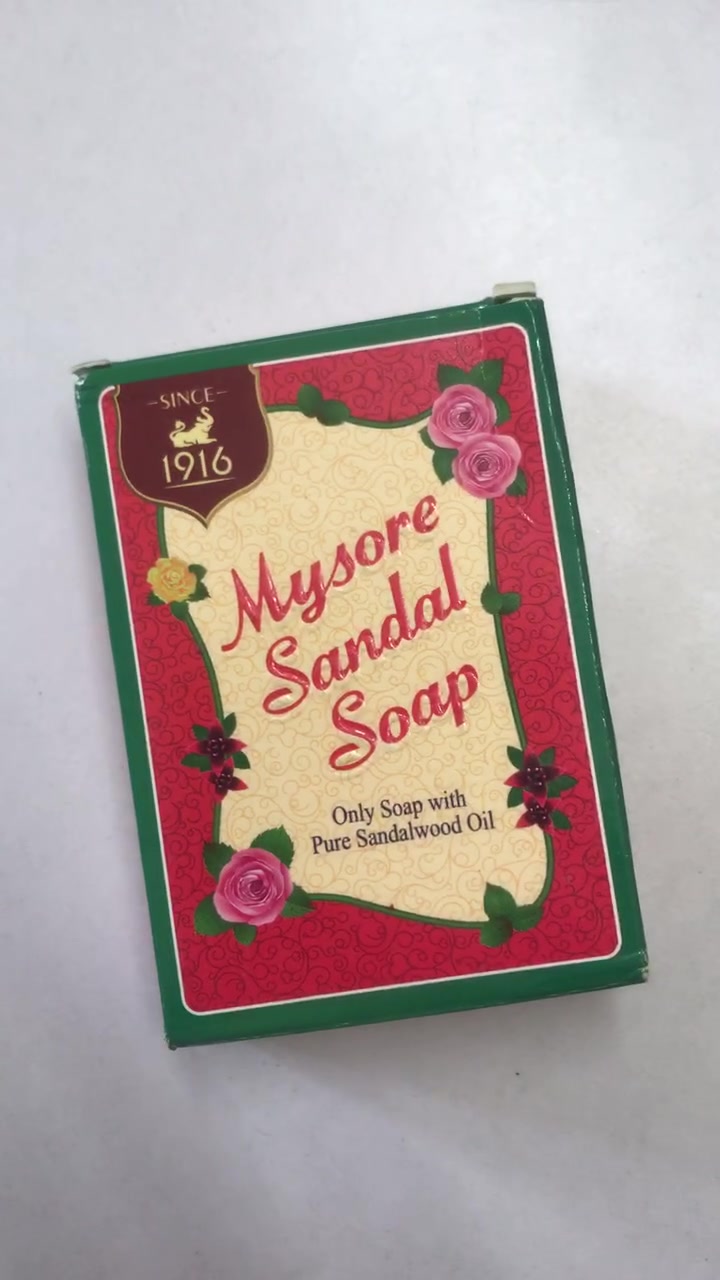 -SINCE-
1916
Mysore
Sandal
Soap
Only Soap with
Pure Sandalwood Oil